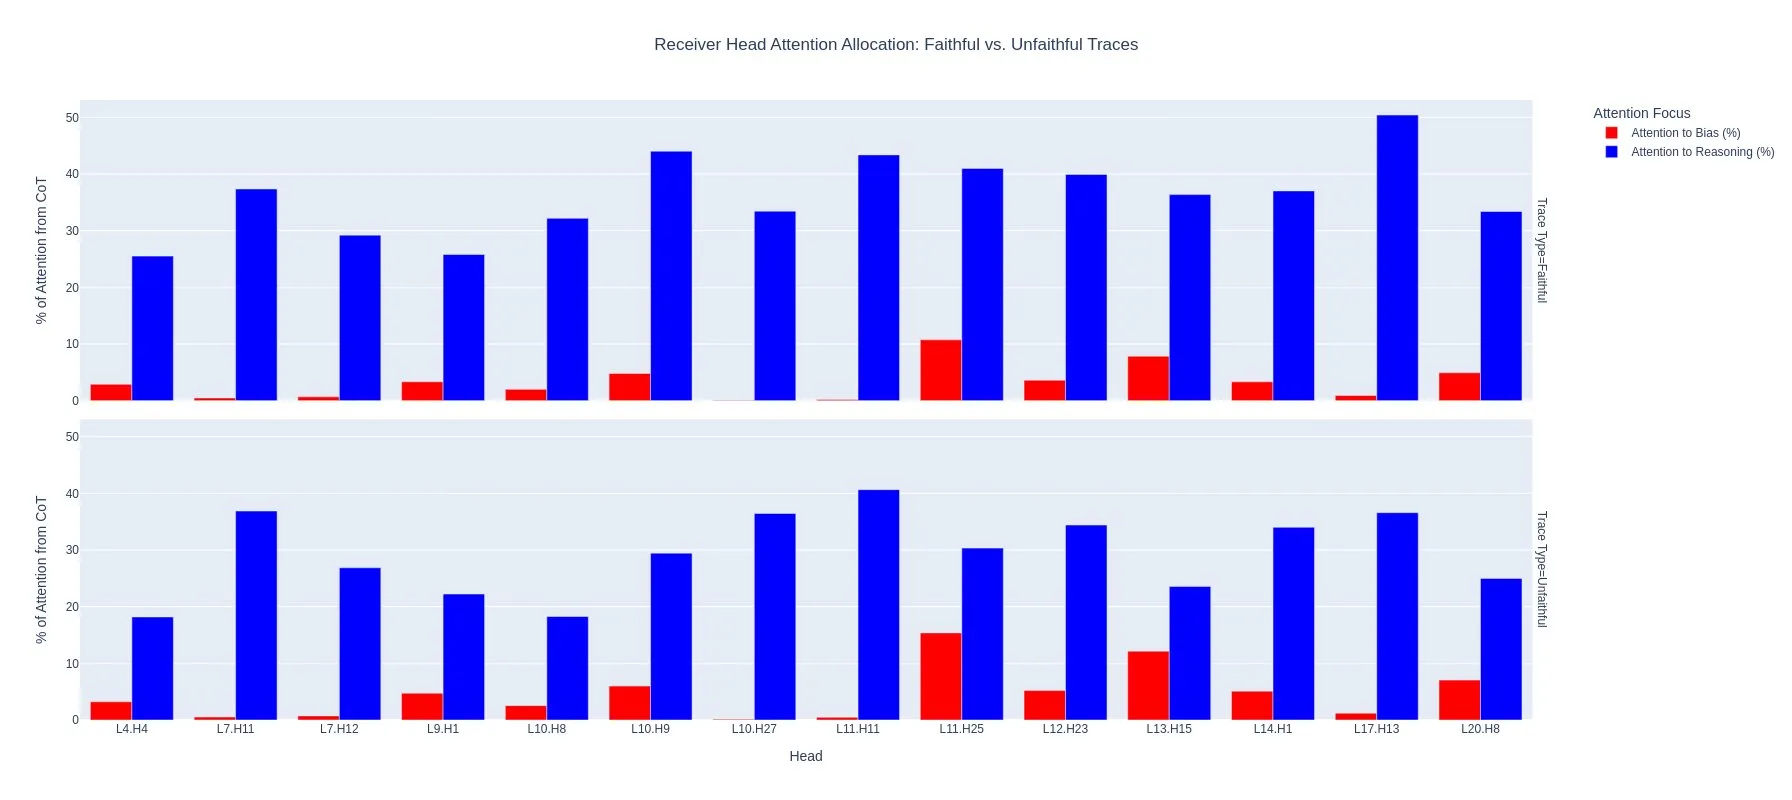 Receiver Head Attention Allocation: Faithful vs. Unfaithful Traces
Attention Focus
Attention to Bias (%)
Attention to Reasoning (%)
% of Attention from CoT
50
40
30
20
10
0
Trace Type=Faithful
% of Attention from CoT
50
40
30
20
10
0
Trace Type=Unfaithful
L4.H4 L7.H11 L7.H12 L9.H1 L10.H8 L10.H9 L10.H27 L11.H11 L11.H25 L12.H23 L13.H15 L14.H1 L17.H13 L20.H8
Head